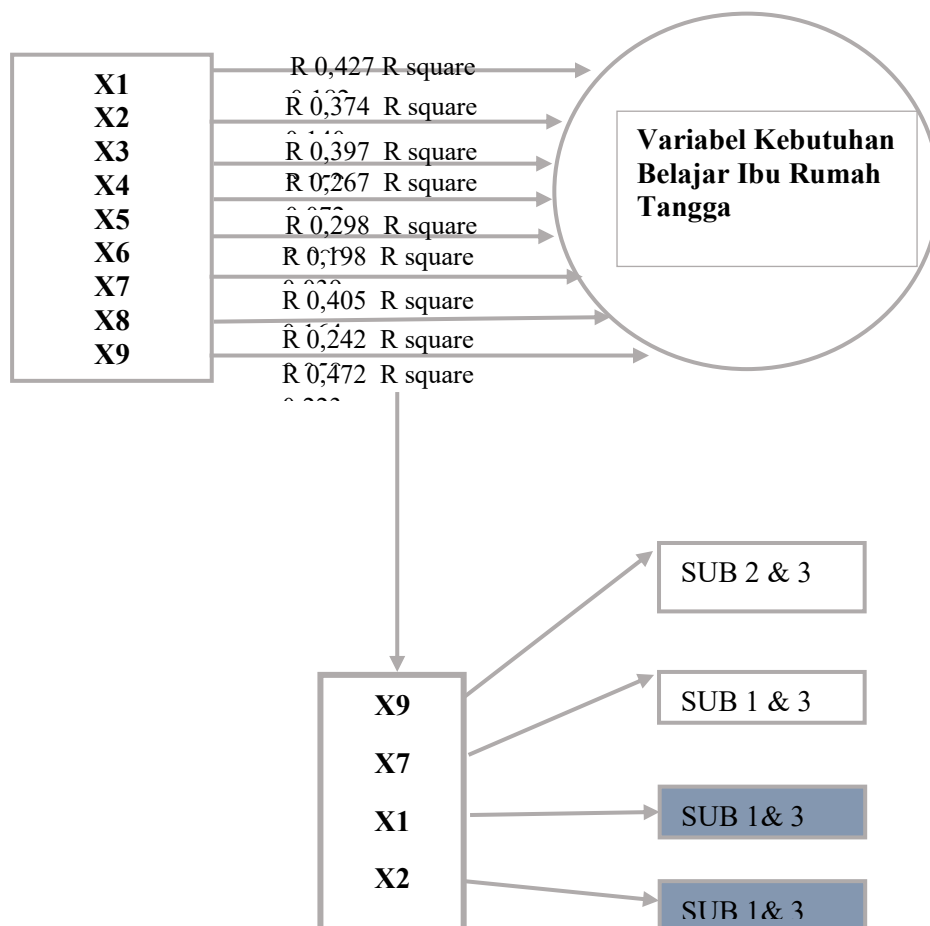 X1
X2
X3
X4
X5
X6
X7
X8
X9
R 0,427 R square
R 0,374 R square
R 0,397 R square
R 0,267 R square
R 0,298 R square
R 0,198 R square
R 0,405 R square
R 0,242 R square
R 0,472 R square
Variabel Kebutuhan
Belajar Ibu Rumah
Tangga
X9
X7
X1
X2
SUB 2 & 3
SUB 1 & 3
SUB 1& 3
SUB 1& 3